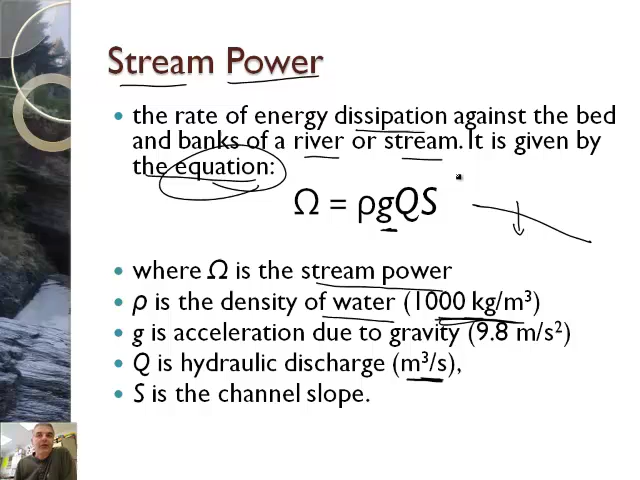 Stream Power
• the rate of energy dissipation against the bed
and banks of a river or stream. It is given by
the equation:
Ω = ρgQS
• where Ω is the stream power
• ρ is the density of water (1000 kg/m³)
• g is acceleration due to gravity (9.8 m/s²)
• Q is hydraulic discharge (m³/s),
• S is the channel slope.